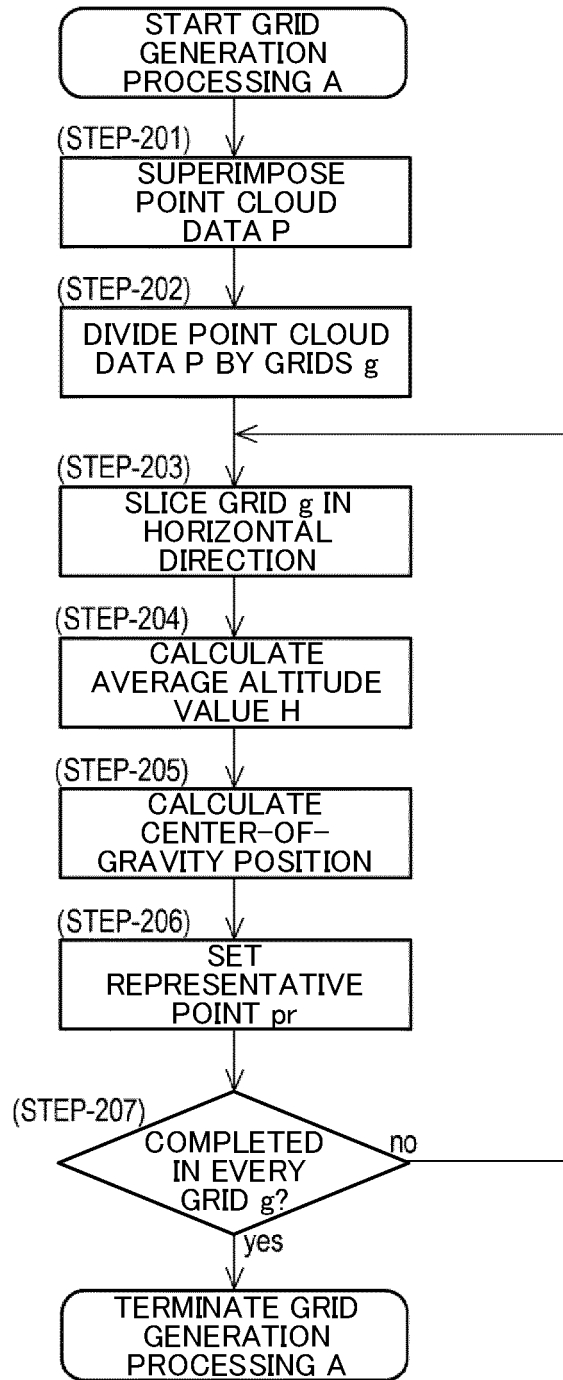 START GRID
GENERATION
PROCESSING A
(STEP-201)
SUPERIMPOSE
POINT CLOUD
DATA P
(STEP-202)
DIVIDE POINT CLOUD
DATA P BY GRIDS g
(STEP-203)
SLICE GRID g IN
HORIZONTAL
DIRECTION
(STEP-204)
CALCULATE
AVERAGE ALTITUDE
VALUE H
(STEP-205)
CALCULATE
CENTER-OF-
GRAVITY POSITION
(STEP-206)
SET
REPRESENTATIVE
POINT pr
(STEP-207)
COMPLETED
IN EVERY
GRID g?
no
yes
TERMINATE GRID
GENERATION
PROCESSING A